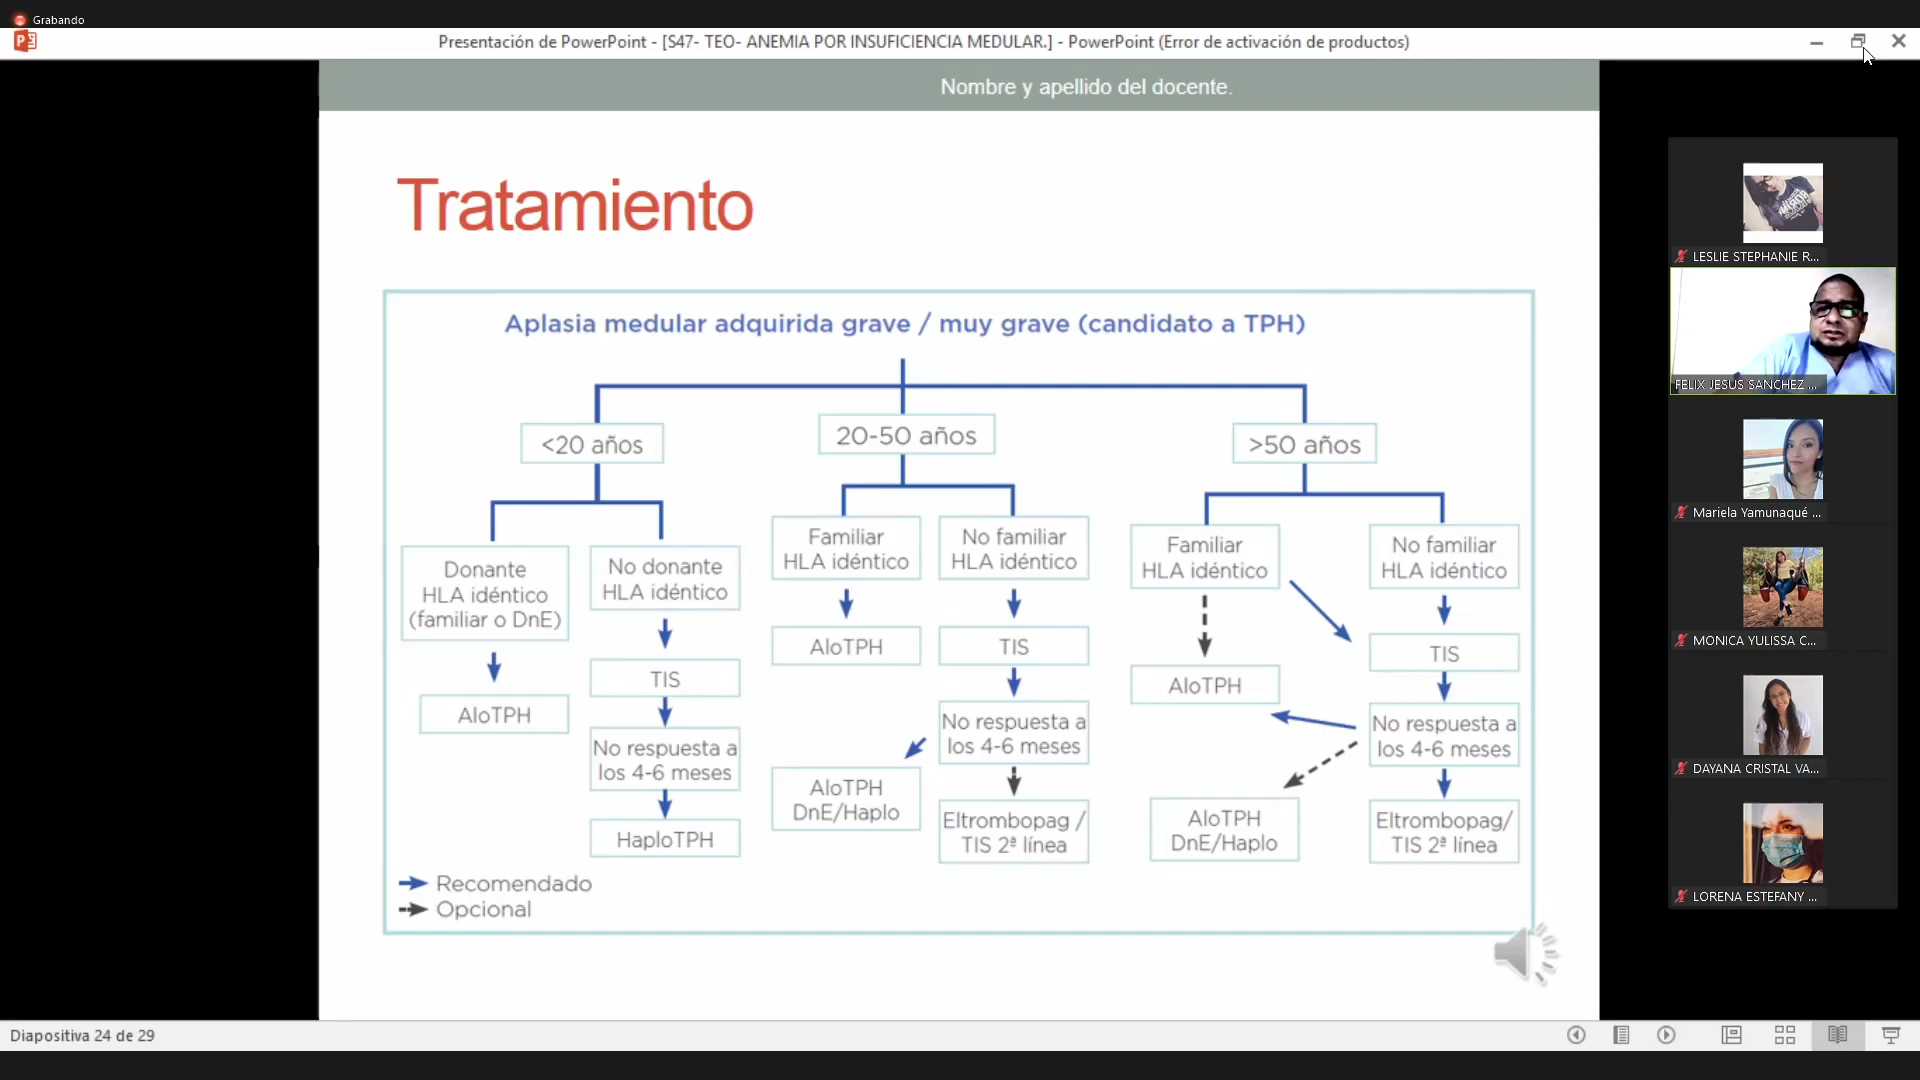 Grabando
Presentación de PowerPoint - [S47- TEO- ANEMIA POR INSUFICIENCIA MEDULAR.] - PowerPoint (Error de activación de productos)
Nombre y apellido del docente.
Tratamiento
Aplasia medular adquirida grave / muy grave (candidato a TPH)
<20 años
Donante
HLA idéntico
(familiar o DnE)
AloTPH
No donante
HLA idéntico
TIS
No respuesta a
los 4-6 meses
HaploTPH
20-50 años
Familiar
HLA idéntico
AloTPH
No familiar
HLA idéntico
TIS
No respuesta a
los 4-6 meses
AloTPH
DnE/Haplo
Eltrombopag /
TIS 2ª línea
>50 años
Familiar
HLA idéntico
AloTPH
No familiar
HLA idéntico
TIS
No respuesta a
los 4-6 meses
AloTPH
DnE/Haplo
Eltrombopag/
TIS 2ª línea
Recomendado
Opcional
LESLIE STEPHANIE R...
FELIX JESUS SANCHEZ ...
Mariela Yamunaqué ...
MONICA YULISSA C...
DAYANA CRISTAL VA...
LORENA ESTEFANY ...
Diapositiva 24 de 29